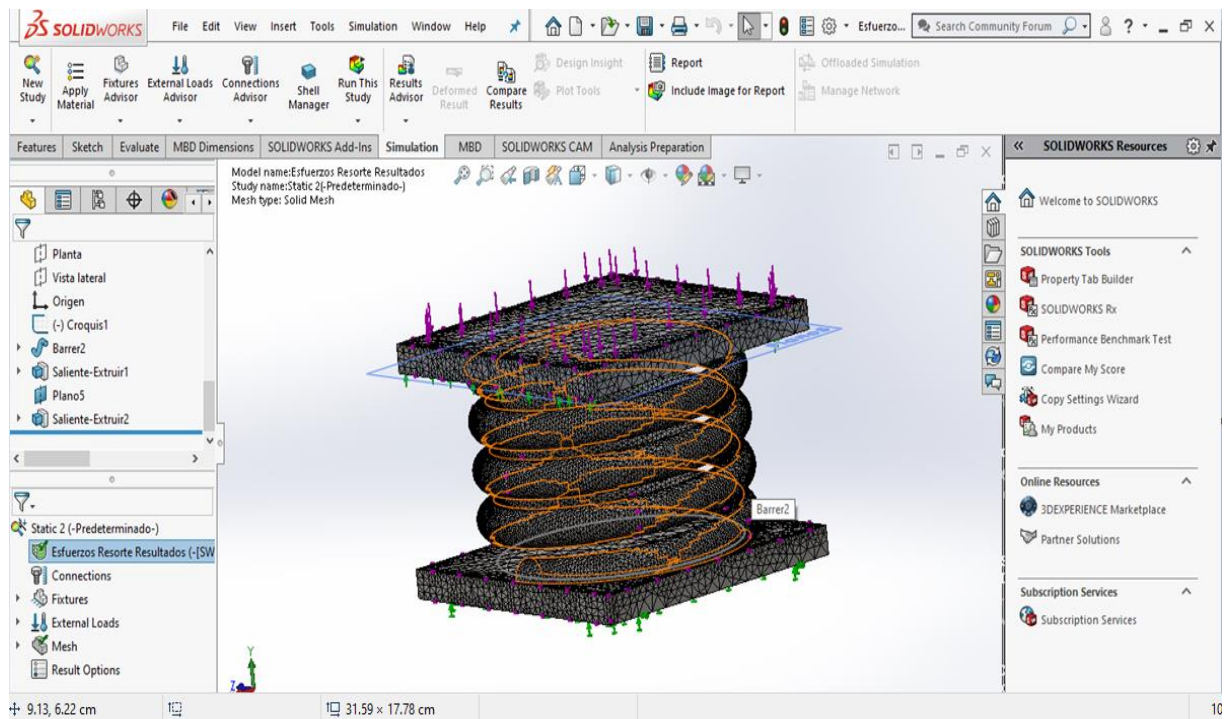 SOLIDWORKS File Edit View Insert Tools Simulation Window Help Esfuerzo... Search Community Forum ?
New Study
Apply Material
Fixtures Advisor
External Loads Advisor
Connections Advisor
Shell Manager
Run This Study
Results Advisor
Deformed Result
Compare Results
Design Insight
Plot Tools
Report
Include Image for Report
Offloaded Simulation
Manage Network
Features Sketch Evaluate MBD Dimensions SOLIDWORKS Add-Ins Simulation MBD SOLIDWORKS CAM Analysis Preparation
Model name:Esfuerzos Resorte Resultados
Study name:Static 2(-Predeterminado-)
Mesh type: Solid Mesh
Planta
Vista lateral
Origen
(-) Croquis1
Barrer2
Saliente-Extruir1
Plano5
Saliente-Extruir2
Static 2 (-Predeterminado-)
Esfuerzos Resorte Resultados (-[SW
Connections
Fixtures
External Loads
Mesh
Result Options
Barrer2
Y
Z
SOLIDWORKS Resources
Welcome to SOLIDWORKS
SOLIDWORKS Tools
Property Tab Builder
SOLIDWORKS Rx
Performance Benchmark Test
Compare My Score
Copy Settings Wizard
My Products
Online Resources
3DEXPERIENCE Marketplace
Partner Solutions
Subscription Services
Subscription Services
9.13, 6.22 cm 31.59 × 17.78 cm 10